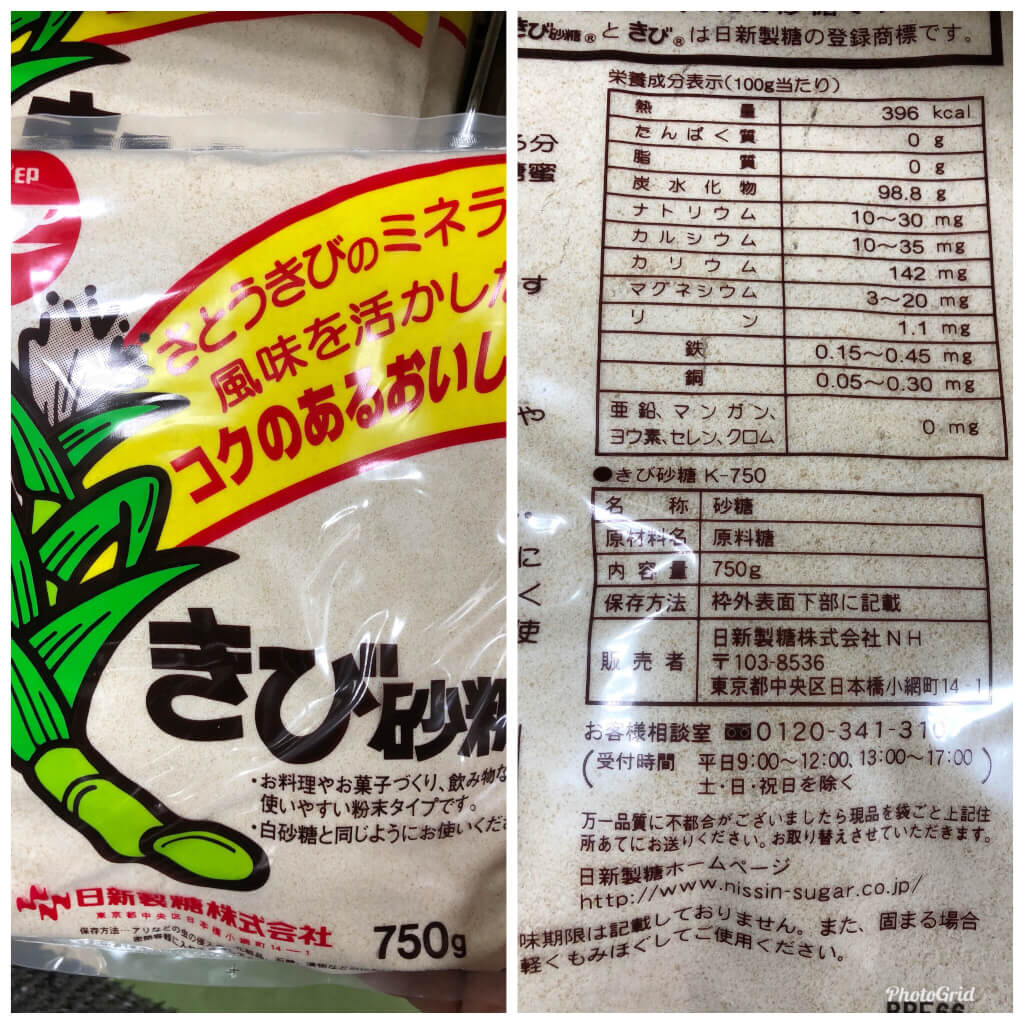 さとうきびのミネラ
風味を活かした
コクのあるおいし
きび砂糖
・お料理やお菓子づくり、飲み物な
使いやすい粉末タイプです。
・白砂糖と同じようにお使いくださ
日新製糖株式会社
東京都中央区日本橋小網町14-1
750g
きび砂糖®と きび®は日新製糖の登録商標です。
栄養成分表示(100g当たり)
熱量 396 kcal
たんぱく質 0 g
脂質 0 g
炭水化物 98.8 g
ナトリウム 10〜30 mg
カルシウム 10〜35 mg
カリウム 142 mg
マグネシウム 3〜20 mg
リン 1.1 mg
鉄 0.15〜0.45 mg
銅 0.05〜0.30 mg
亜鉛、マンガン、
ヨウ素、セレン、クロム 0 mg
●きび砂糖 K-750
名称 砂糖
原材料名 原料糖
内容量 750g
保存方法 枠外表面下部に記載
販売者 日新製糖株式会社NH
〒103-8536
東京都中央区日本橋小網町14-1
お客様相談室 0120-341-310
(受付時間 平日9:00〜12:00、13:00〜17:00
土・日・祝日を除く)
万一品質に不都合がございましたら現品を袋ごと上記住
所あてにお送りください。お取り替えさせていただきます。
日新製糖ホームページ
http://www.nissin-sugar.co.jp/
味期限は記載しておりません。また、固まる場合
軽くもみほぐしてご使用ください。
PhotoGrid